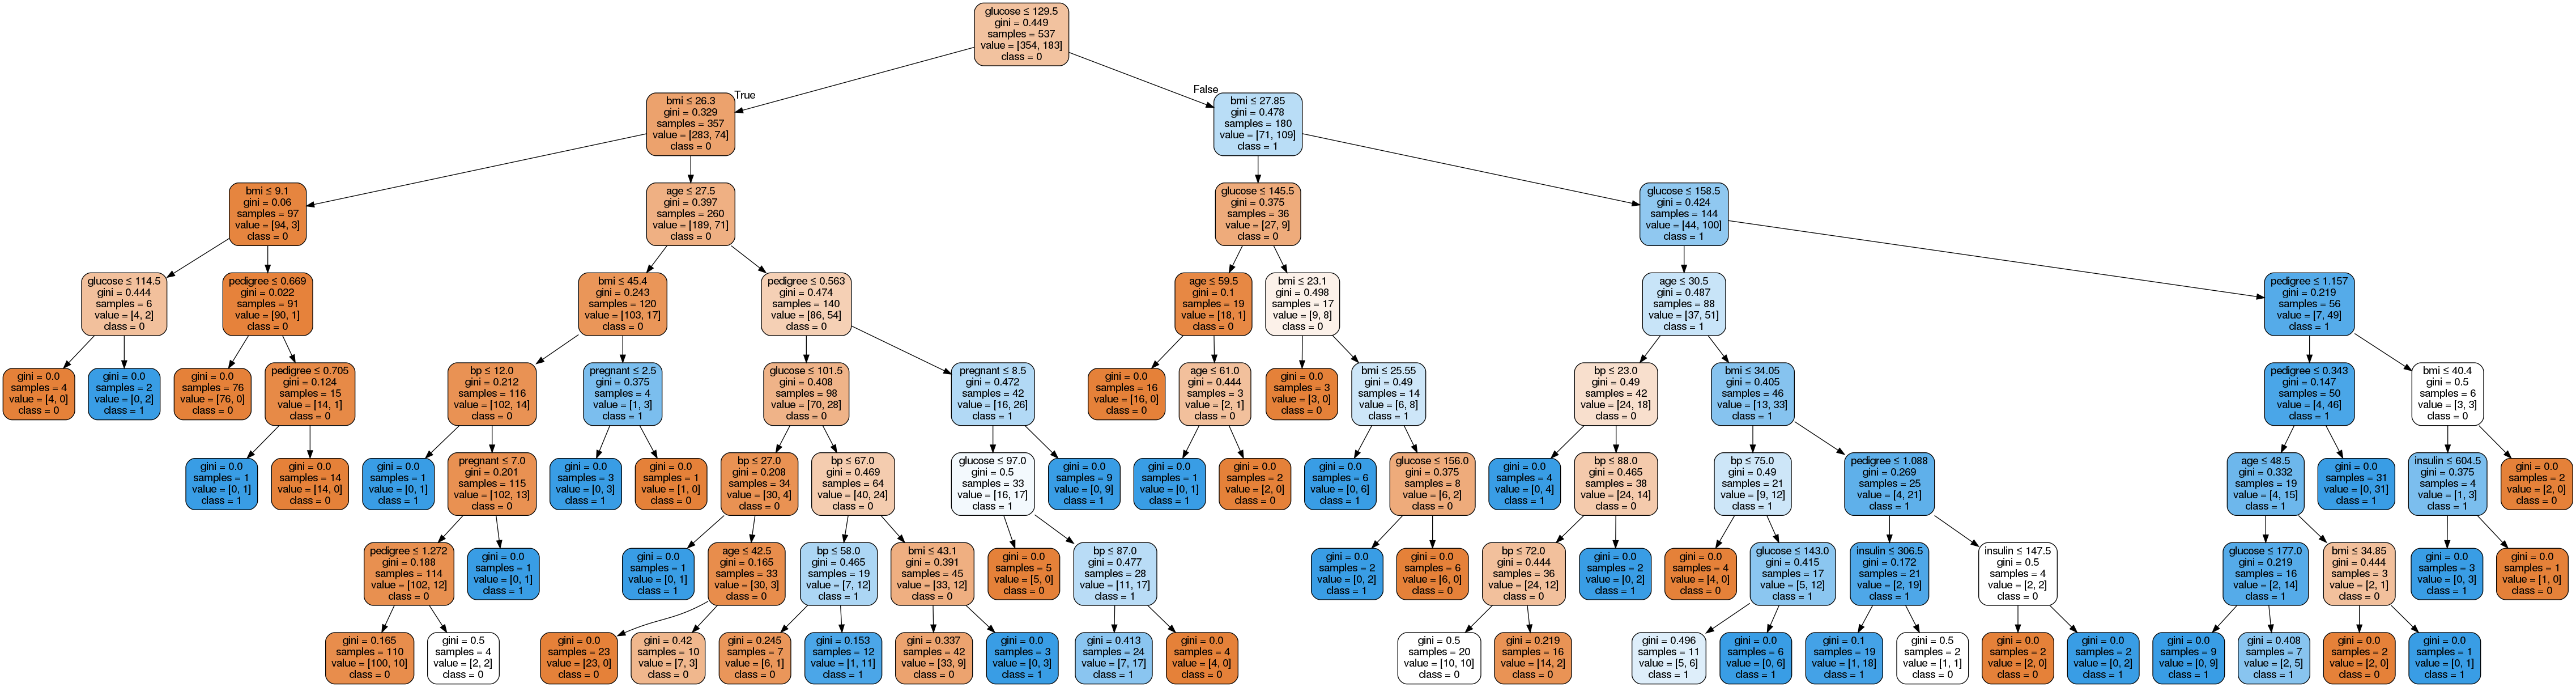 glucose ≤ 129.5
gini = 0.449
samples = 537
value = [354, 183]
class = 0
True
False
bmi ≤ 26.3
gini = 0.329
samples = 357
value = [283, 74]
class = 0
bmi ≤ 27.85
gini = 0.478
samples = 180
value = [71, 109]
class = 1
bmi ≤ 9.1
gini = 0.06
samples = 97
value = [94, 3]
class = 0
age ≤ 27.5
gini = 0.397
samples = 260
value = [189, 71]
class = 0
glucose ≤ 145.5
gini = 0.375
samples = 36
value = [27, 9]
class = 0
glucose ≤ 158.5
gini = 0.424
samples = 144
value = [44, 100]
class = 1
glucose ≤ 114.5
gini = 0.444
samples = 6
value = [4, 2]
class = 0
pedigree ≤ 0.669
gini = 0.022
samples = 91
value = [90, 1]
class = 0
bmi ≤ 45.4
gini = 0.243
samples = 120
value = [103, 17]
class = 0
pedigree ≤ 0.563
gini = 0.474
samples = 140
value = [86, 54]
class = 0
age ≤ 59.5
gini = 0.1
samples = 19
value = [18, 1]
class = 0
bmi ≤ 23.1
gini = 0.498
samples = 17
value = [9, 8]
class = 0
age ≤ 30.5
gini = 0.487
samples = 88
value = [37, 51]
class = 1
pedigree ≤ 1.157
gini = 0.219
samples = 56
value = [7, 49]
class = 1
gini = 0.0
samples = 4
value = [4, 0]
class = 0
gini = 0.0
samples = 2
value = [0, 2]
class = 1
gini = 0.0
samples = 76
value = [76, 0]
class = 0
pedigree ≤ 0.705
gini = 0.124
samples = 15
value = [14, 1]
class = 0
bp ≤ 12.0
gini = 0.212
samples = 116
value = [102, 14]
class = 0
pregnant ≤ 2.5
gini = 0.375
samples = 4
value = [1, 3]
class = 1
glucose ≤ 101.5
gini = 0.408
samples = 98
value = [70, 28]
class = 0
pregnant ≤ 8.5
gini = 0.472
samples = 42
value = [16, 26]
class = 1
gini = 0.0
samples = 16
value = [16, 0]
class = 0
age ≤ 61.0
gini = 0.444
samples = 3
value = [2, 1]
class = 0
gini = 0.0
samples = 3
value = [3, 0]
class = 0
bmi ≤ 25.55
gini = 0.49
samples = 14
value = [6, 8]
class = 1
bp ≤ 23.0
gini = 0.49
samples = 42
value = [24, 18]
class = 0
bmi ≤ 34.05
gini = 0.405
samples = 46
value = [13, 33]
class = 1
pedigree ≤ 0.343
gini = 0.147
samples = 50
value = [4, 46]
class = 1
bmi ≤ 40.4
gini = 0.5
samples = 6
value = [3, 3]
class = 0
gini = 0.0
samples = 1
value = [0, 1]
class = 1
gini = 0.0
samples = 14
value = [14, 0]
class = 0
gini = 0.0
samples = 1
value = [0, 1]
class = 1
pregnant ≤ 7.0
gini = 0.201
samples = 115
value = [102, 13]
class = 0
gini = 0.0
samples = 3
value = [0, 3]
class = 1
gini = 0.0
samples = 1
value = [1, 0]
class = 0
bp ≤ 27.0
gini = 0.208
samples = 34
value = [30, 4]
class = 0
bp ≤ 67.0
gini = 0.469
samples = 64
value = [40, 24]
class = 0
glucose ≤ 97.0
gini = 0.5
samples = 33
value = [16, 17]
class = 1
gini = 0.0
samples = 9
value = [0, 9]
class = 1
gini = 0.0
samples = 1
value = [0, 1]
class = 1
gini = 0.0
samples = 2
value = [2, 0]
class = 0
gini = 0.0
samples = 6
value = [0, 6]
class = 1
glucose ≤ 156.0
gini = 0.375
samples = 8
value = [6, 2]
class = 0
gini = 0.0
samples = 4
value = [0, 4]
class = 1
bp ≤ 88.0
gini = 0.465
samples = 38
value = [24, 14]
class = 0
bp ≤ 75.0
gini = 0.49
samples = 21
value = [9, 12]
class = 1
pedigree ≤ 1.088
gini = 0.269
samples = 25
value = [4, 21]
class = 1
age ≤ 48.5
gini = 0.332
samples = 19
value = [4, 15]
class = 1
gini = 0.0
samples = 31
value = [0, 31]
class = 1
insulin ≤ 604.5
gini = 0.375
samples = 4
value = [1, 3]
class = 1
gini = 0.0
samples = 2
value = [2, 0]
class = 0
pedigree ≤ 1.272
gini = 0.188
samples = 114
value = [102, 12]
class = 0
gini = 0.0
samples = 1
value = [0, 1]
class = 1
gini = 0.0
samples = 1
value = [0, 1]
class = 1
age ≤ 42.5
gini = 0.165
samples = 33
value = [30, 3]
class = 0
bp ≤ 58.0
gini = 0.465
samples = 19
value = [7, 12]
class = 1
bmi ≤ 43.1
gini = 0.391
samples = 45
value = [33, 12]
class = 0
gini = 0.0
samples = 5
value = [5, 0]
class = 0
bp ≤ 87.0
gini = 0.477
samples = 28
value = [11, 17]
class = 1
gini = 0.0
samples = 2
value = [0, 2]
class = 1
gini = 0.0
samples = 6
value = [6, 0]
class = 0
bp ≤ 72.0
gini = 0.444
samples = 36
value = [24, 12]
class = 0
gini = 0.0
samples = 2
value = [0, 2]
class = 1
gini = 0.0
samples = 4
value = [4, 0]
class = 0
glucose ≤ 143.0
gini = 0.415
samples = 17
value = [5, 12]
class = 1
insulin ≤ 306.5
gini = 0.172
samples = 21
value = [2, 19]
class = 1
insulin ≤ 147.5
gini = 0.5
samples = 4
value = [2, 2]
class = 0
glucose ≤ 177.0
gini = 0.219
samples = 16
value = [2, 14]
class = 1
bmi ≤ 34.85
gini = 0.444
samples = 3
value = [2, 1]
class = 0
gini = 0.0
samples = 3
value = [0, 3]
class = 1
gini = 0.0
samples = 1
value = [1, 0]
class = 0
gini = 0.165
samples = 110
value = [100, 10]
class = 0
gini = 0.5
samples = 4
value = [2, 2]
class = 0
gini = 0.0
samples = 23
value = [23, 0]
class = 0
gini = 0.42
samples = 10
value = [7, 3]
class = 0
gini = 0.245
samples = 7
value = [6, 1]
class = 0
gini = 0.153
samples = 12
value = [1, 11]
class = 1
gini = 0.337
samples = 42
value = [33, 9]
class = 0
gini = 0.0
samples = 3
value = [0, 3]
class = 1
gini = 0.413
samples = 24
value = [7, 17]
class = 1
gini = 0.0
samples = 4
value = [4, 0]
class = 0
gini = 0.5
samples = 20
value = [10, 10]
class = 0
gini = 0.219
samples = 16
value = [14, 2]
class = 0
gini = 0.496
samples = 11
value = [5, 6]
class = 1
gini = 0.0
samples = 6
value = [0, 6]
class = 1
gini = 0.1
samples = 19
value = [1, 18]
class = 1
gini = 0.5
samples = 2
value = [1, 1]
class = 0
gini = 0.0
samples = 2
value = [2, 0]
class = 0
gini = 0.0
samples = 2
value = [0, 2]
class = 1
gini = 0.0
samples = 9
value = [0, 9]
class = 1
gini = 0.408
samples = 7
value = [2, 5]
class = 1
gini = 0.0
samples = 2
value = [2, 0]
class = 0
gini = 0.0
samples = 1
value = [0, 1]
class = 1